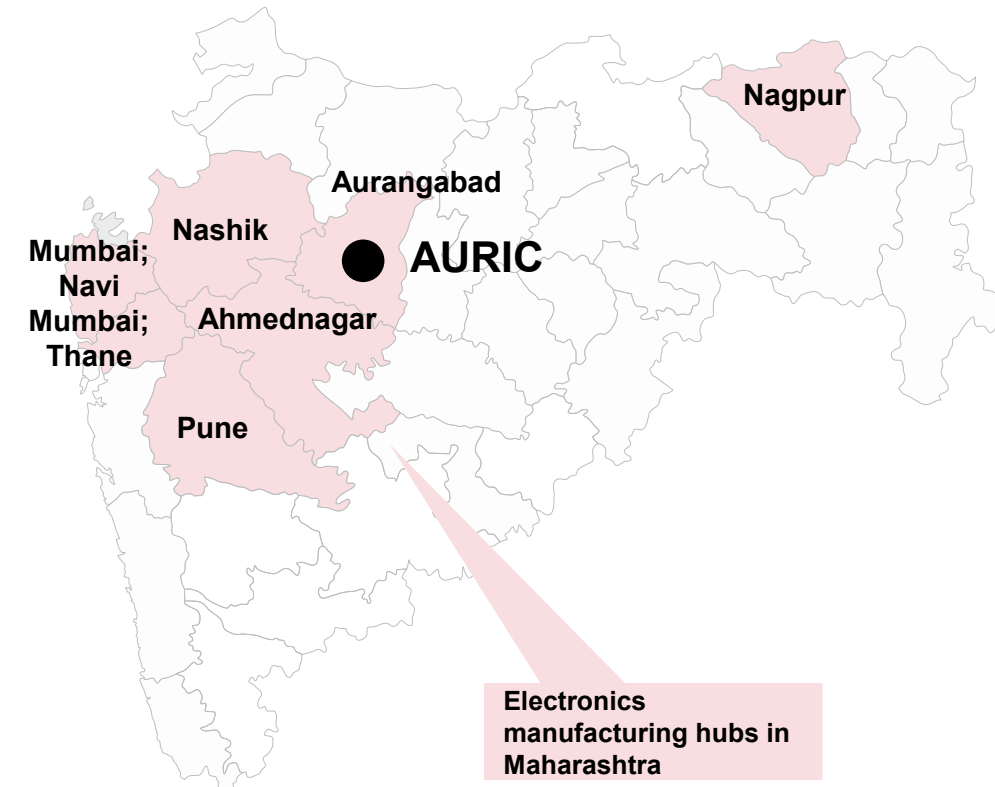 Nagpur
Aurangabad
Nashik
AURIC
Mumbai;
Navi
Mumbai;
Thane
Ahmednagar
Pune
Electronics
manufacturing hubs in
Maharashtra